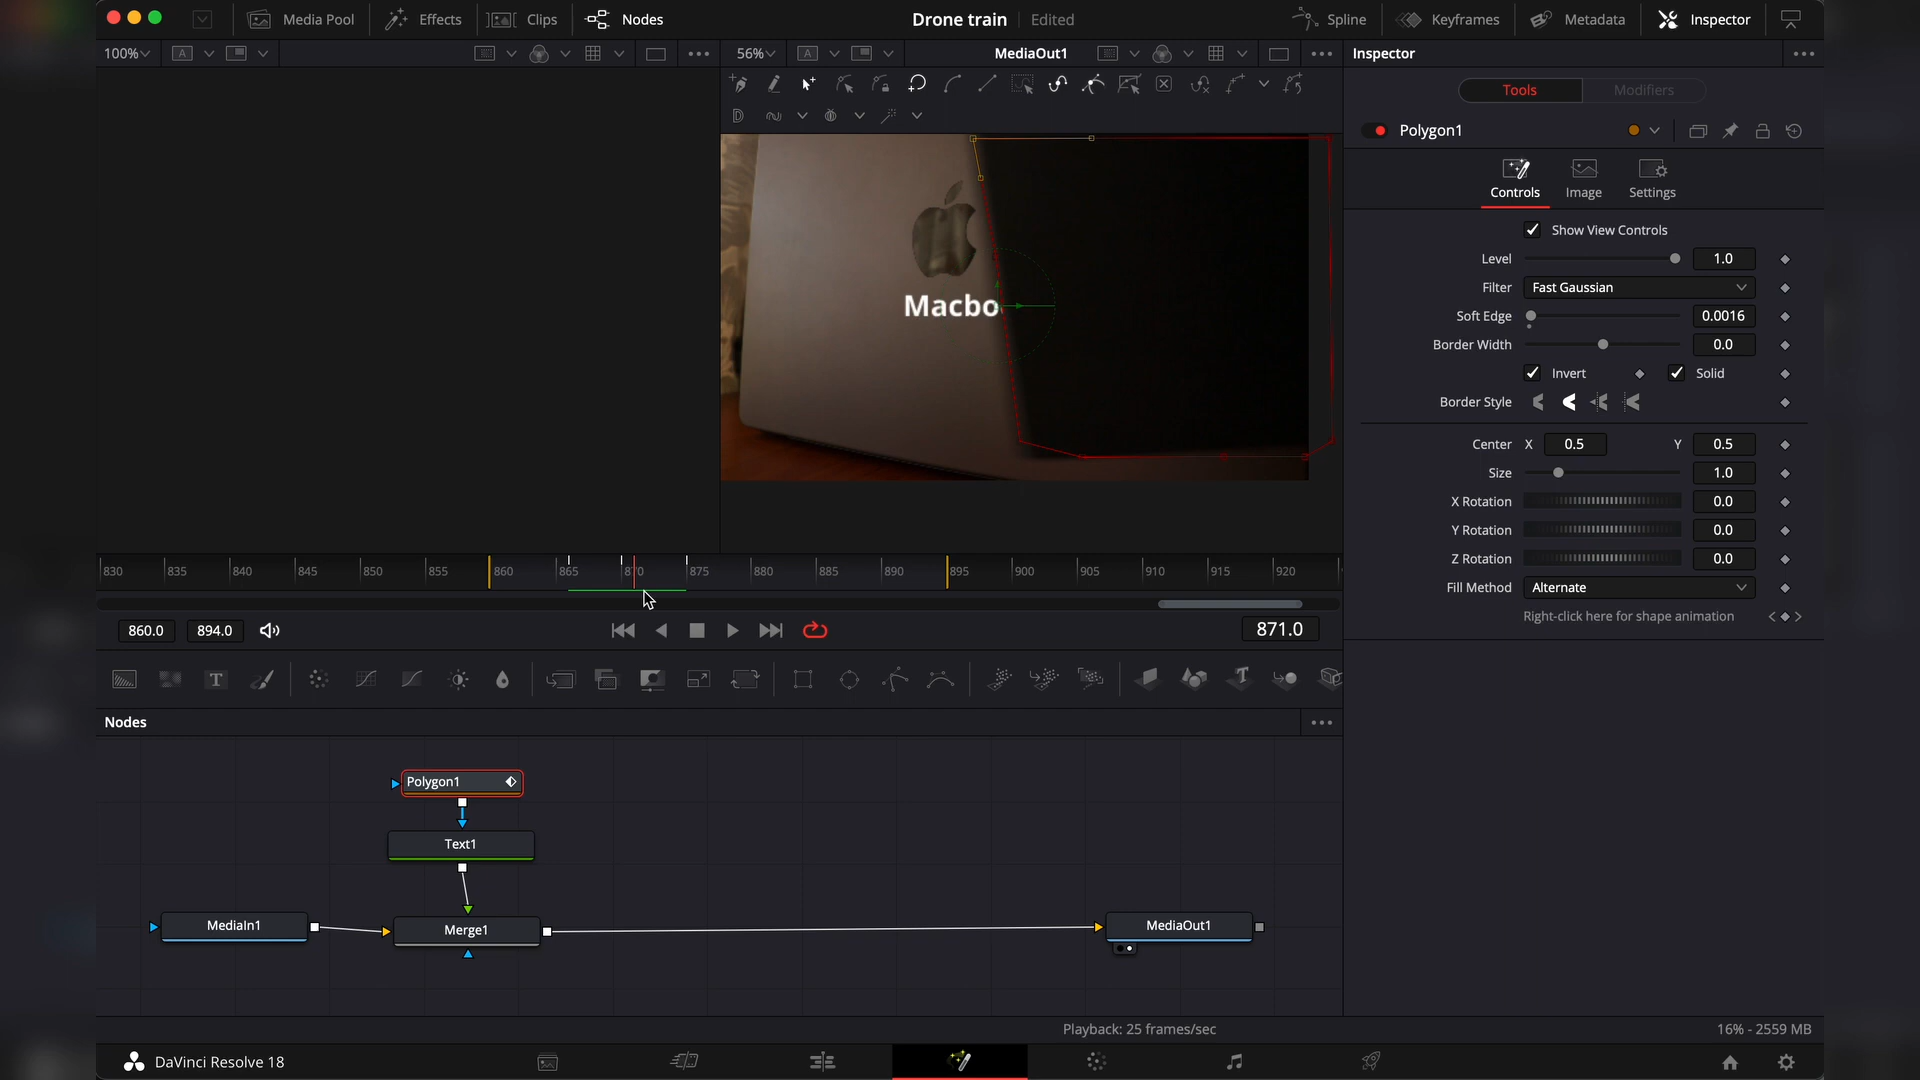 Media Pool Effects Clips Nodes Drone train Edited Spline Keyframes Metadata Inspector
100% A 56% A MediaOut1 Inspector
Tools Modifiers
Polygon1
Controls Image Settings
Show View Controls
Level 1.0
Filter Fast Gaussian
Soft Edge 0.0016
Border Width 0.0
Invert Solid
Border Style
Center X 0.5 Y 0.5
Size 1.0
X Rotation 0.0
Y Rotation 0.0
Z Rotation 0.0
Fill Method Alternate
Right-click here for shape animation
Macbo
830 835 840 845 850 855 860 865 870 875 880 885 890 895 900 905 910 915 920
860.0 894.0 871.0
T
Nodes
Polygon1
Text1
MediaIn1 Merge1 MediaOut1
Playback: 25 frames/sec 16% - 2559 MB
DaVinci Resolve 18